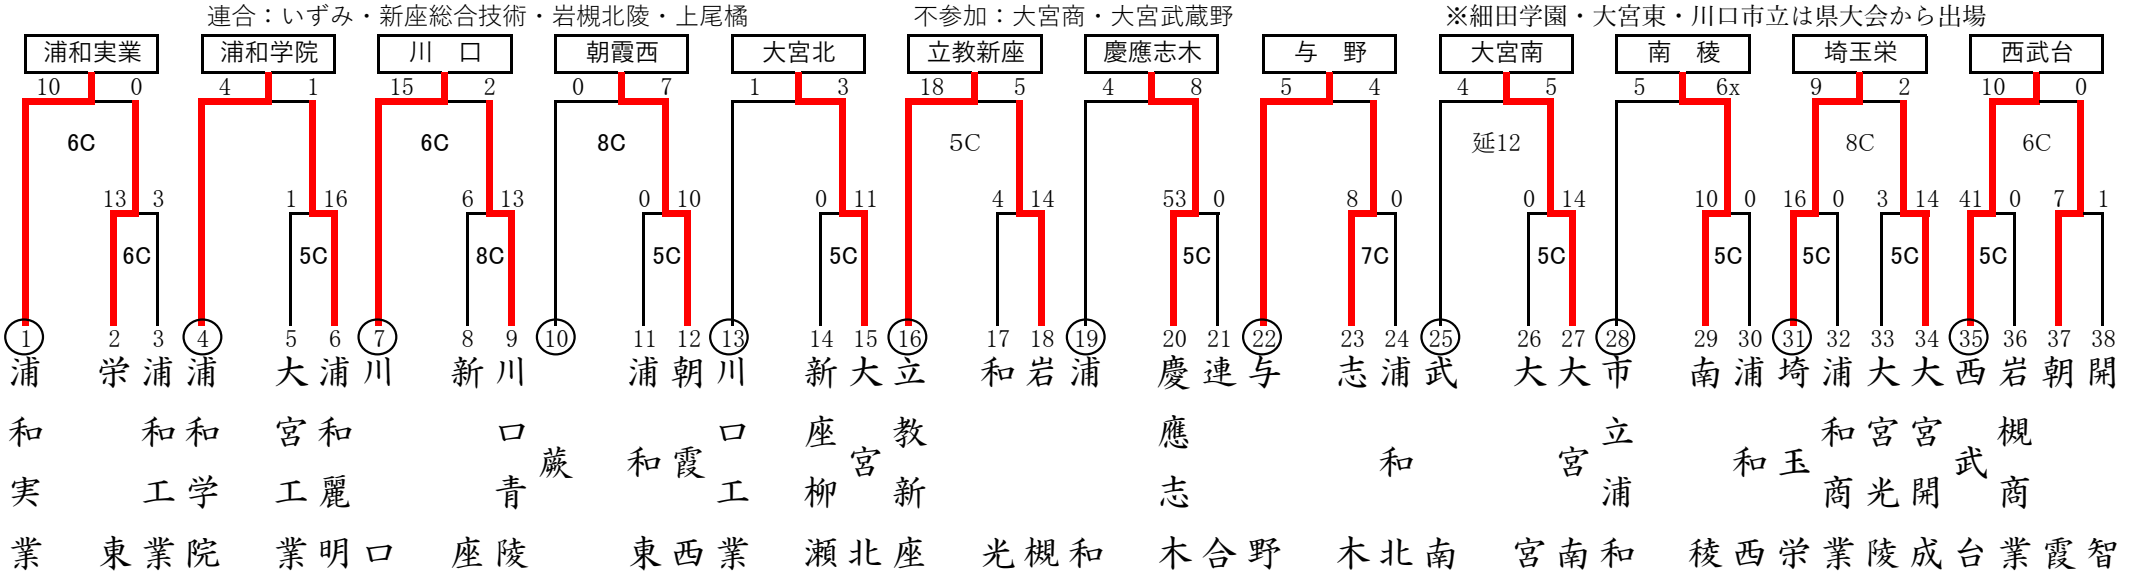 連合：いずみ・新座総合技術・岩槻北陵・上尾橘　不参加：大宮商・大宮武蔵野　※細田学園・大宮東・川口市立は県大会から出場
浦和実業 浦和学院 川　口 朝霞西 大宮北 立教新座 慶應志木 与　野 大宮南 南　稜 埼玉栄 西武台
10 0 4 1 15 2 0 7 1 3 18 5 4 8 5 4 4 5 5 6x 9 2 10 0
6C 6C 8C 5C 延12 8C 6C
13 3 1 16 6 13 0 10 0 11 4 14 53 0 8 0 0 14 10 0 16 0 3 14 41 0 7 1
6C 5C 8C 5C 5C 5C 7C 5C 5C 5C 5C 5C
1 2 3 4 5 6 7 8 9 10 11 12 13 14 15 16 17 18 19 20 21 22 23 24 25 26 27 28 29 30 31 32 33 34 35 36 37 38
浦和実業
栄東
浦和工業
浦和学院
大宮工業
浦和麗明
川口
新座
川口青陵
蕨
浦和東
朝霞西
川口工業
新座柳瀬
大宮北
立教新座
和光
岩槻
浦和
慶應志木
連合
与野
志木
浦和北
武南
大宮
大宮南
市立浦和
南稜
浦和西
埼玉栄
浦和商業
大宮光陵
大宮開成
西武台
岩槻商業
朝霞
開智